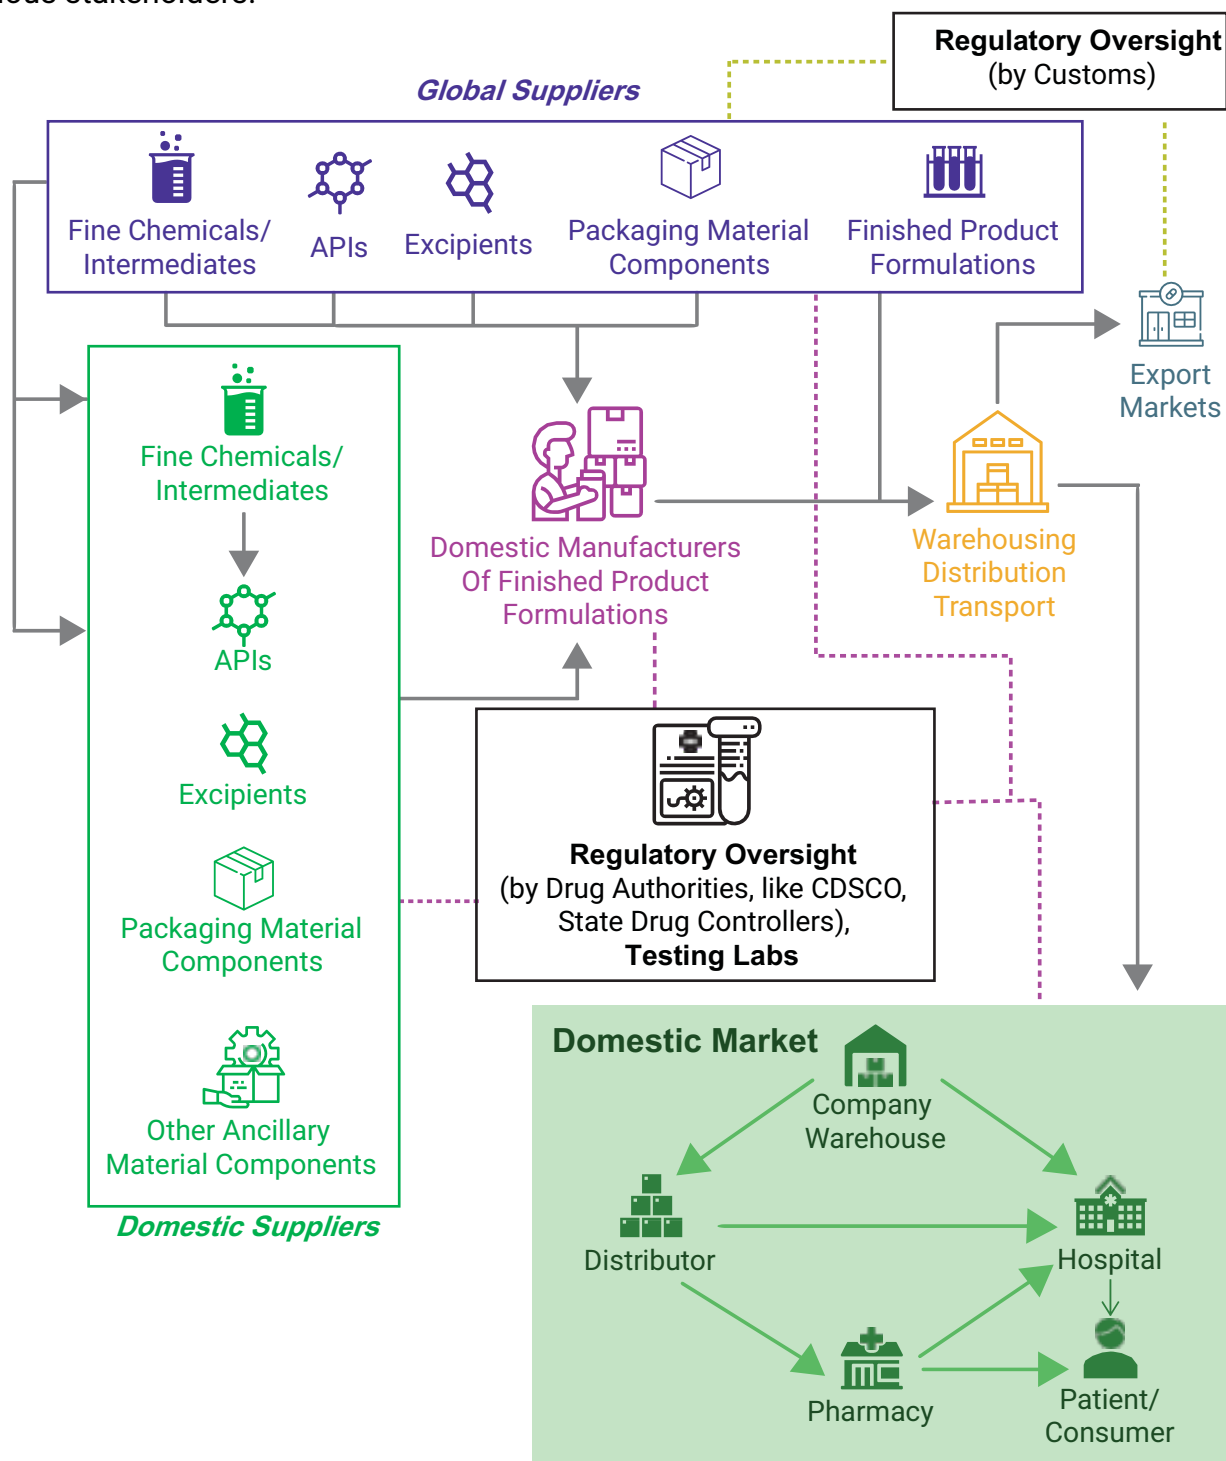 Regulatory Oversight
(by Customs)
Global Suppliers
Fine Chemicals/
Intermediates
APIs
Excipients
Packaging Material
Components
Finished Product
Formulations
Export
Markets
Fine Chemicals/
Intermediates
APIs
Excipients
Packaging Material
Components
Other Ancillary
Material Components
Domestic Suppliers
Domestic Manufacturers
Of Finished Product
Formulations
Warehousing
Distribution
Transport
Regulatory Oversight
(by Drug Authorities, like CDSCO,
State Drug Controllers),
Testing Labs
Domestic Market
Company
Warehouse
Distributor
Hospital
Pharmacy
Patient/
Consumer